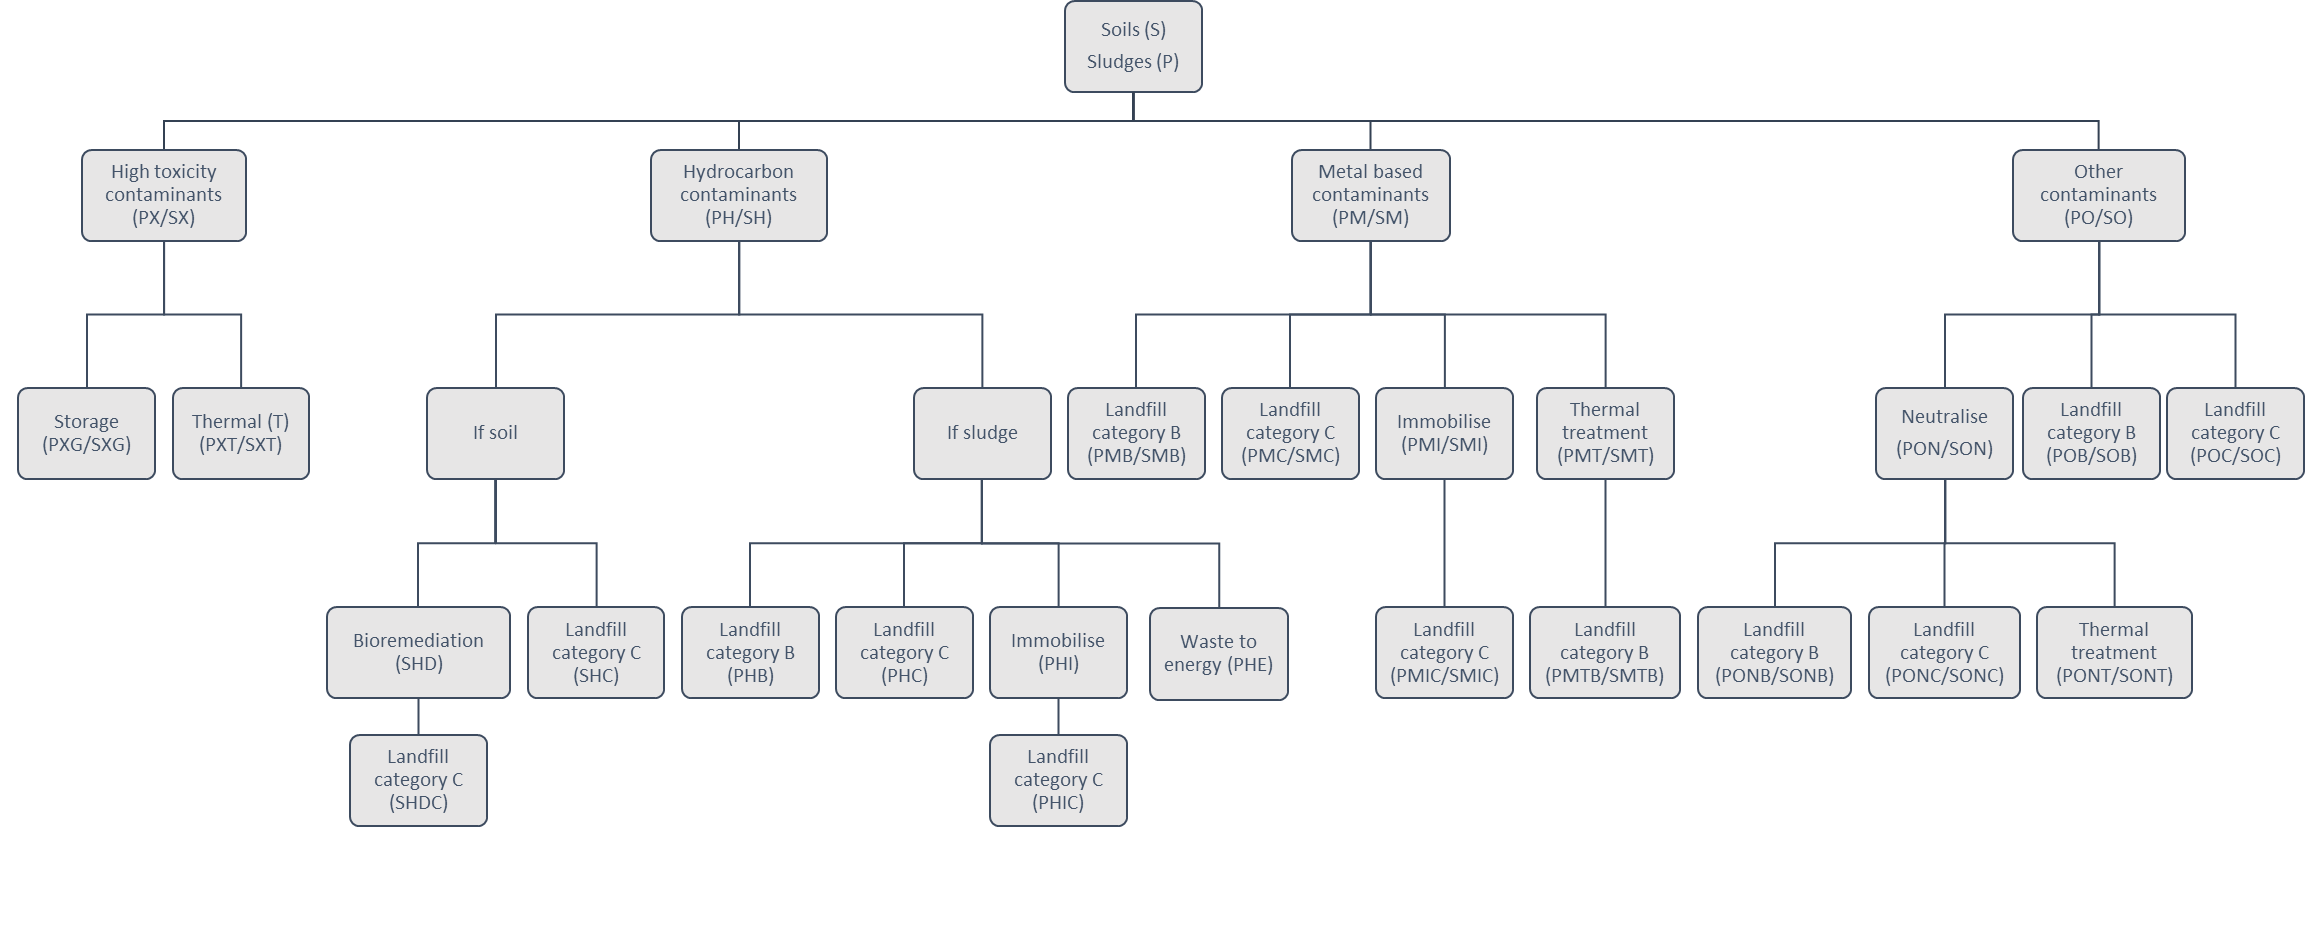 Soils (S)
Sludges (P)
High toxicity
contaminants
(PX/SX)
Hydrocarbon
contaminants
(PH/SH)
Metal based
contaminants
(PM/SM)
Other
contaminants
(PO/SO)
Storage
(PXG/SXG)
Thermal (T)
(PXT/SXT)
If soil
If sludge
Landfill
category B
(PMB/SMB)
Landfill
category C
(PMC/SMC)
Immobilise
(PMI/SMI)
Thermal
treatment
(PMT/SMT)
Neutralise
(PON/SON)
Landfill
category B
(POB/SOB)
Landfill
category C
(POC/SOC)
Bioremediation
(SHD)
Landfill
category C
(SHC)
Landfill
category B
(PHB)
Landfill
category C
(PHC)
Immobilise
(PHI)
Waste to
energy (PHE)
Landfill
category C
(PMIC/SMIC)
Landfill
category B
(PMTB/SMTB)
Landfill
category B
(PONB/SONB)
Landfill
category C
(PONC/SONC)
Thermal
treatment
(PONT/SONT)
Landfill
category C
(SHDC)
Landfill
category C
(PHIC)